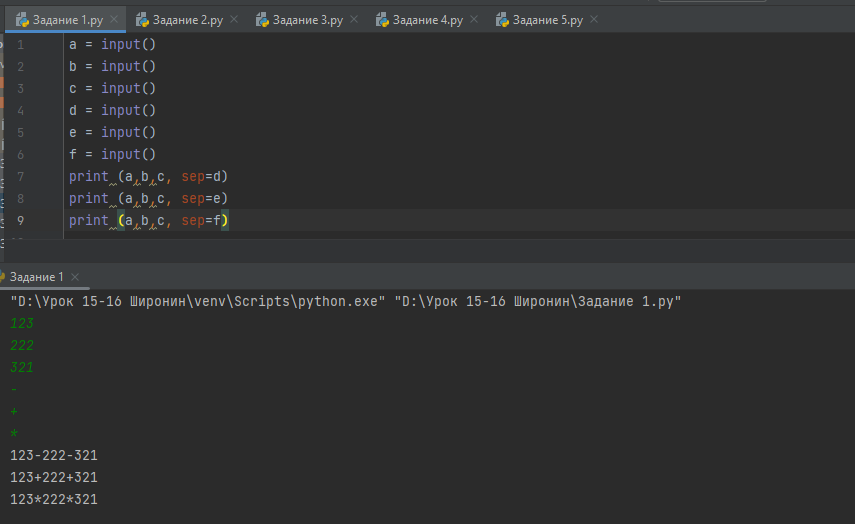 Задание 1.py Задание 2.py Задание 3.py Задание 4.py Задание 5.py
1 a = input()
2 b = input()
3 c = input()
4 d = input()
5 e = input()
6 f = input()
7 print (a,b,c, sep=d)
8 print (a,b,c, sep=e)
9 print (a,b,c, sep=f)
Задание 1
"D:\Урок 15-16 Широнин\venv\Scripts\python.exe" "D:\Урок 15-16 Широнин\Задание 1.py"
123
222
321
-
+
*
123-222-321
123+222+321
123*222*321